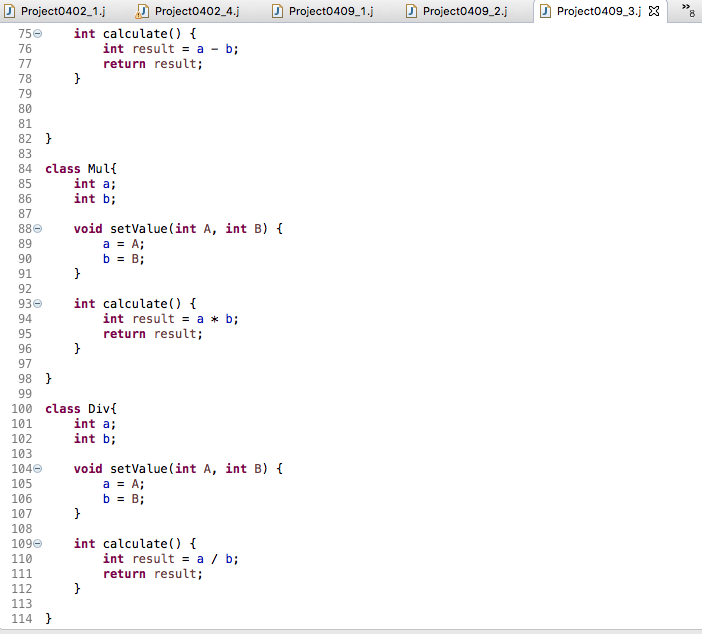 Project0402_1.j Project0402_4.j Project0409_1.j Project0409_2.j Project0409_3.j »8
75 int calculate() {
76 int result = a - b;
77 return result;
78 }
79
80
81
82 }
83
84 class Mul{
85 int a;
86 int b;
87
88 void setValue(int A, int B) {
89 a = A;
90 b = B;
91 }
92
93 int calculate() {
94 int result = a * b;
95 return result;
96 }
97
98 }
99
100 class Div{
101 int a;
102 int b;
103
104 void setValue(int A, int B) {
105 a = A;
106 b = B;
107 }
108
109 int calculate() {
110 int result = a / b;
111 return result;
112 }
113
114 }